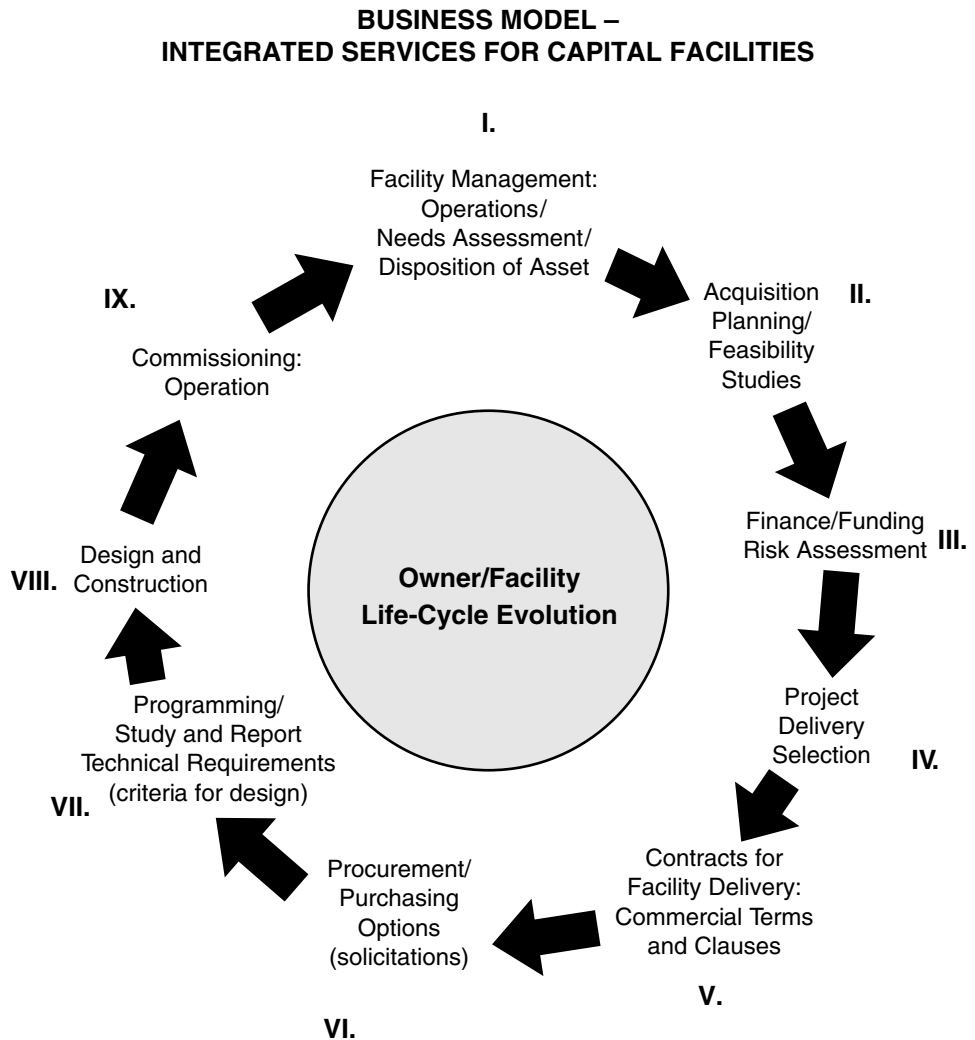 BUSINESS MODEL –
INTEGRATED SERVICES FOR CAPITAL FACILITIES
I.
Facility Management:
Operations/
Needs Assessment/
Disposition of Asset
II.
Acquisition
Planning/
Feasibility
Studies
III.
Finance/Funding
Risk Assessment
IV.
Project
Delivery
Selection
V.
Contracts for
Facility Delivery:
Commercial Terms
and Clauses
VI.
Procurement/
Purchasing
Options
(solicitations)
VII.
Programming/
Study and Report
Technical Requirements
(criteria for design)
VIII.
Design and
Construction
IX.
Commissioning:
Operation
Owner/Facility
Life-Cycle Evolution